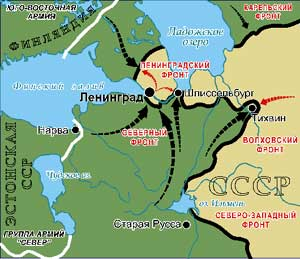 ЮГО-ВОСТОЧНАЯ
АРМИЯ
ФИНЛЯНДИЯ
Ладожское
озеро
КАРЕЛЬСКИЙ
ФРОНТ
ЛЕНИНГРАДСКИЙ
ФРОНТ
Финский залив
Ленинград
Шлиссельбург
Тихвин
Нарва
СЕВЕРНЫЙ
ФРОНТ
ВОЛХОВСКИЙ
ФРОНТ
ЭСТОНСКАЯ
ССР
Чудское оз.
СССР
оз. Ильмень
СЕВЕРО-ЗАПАДНЫЙ
ФРОНТ
Старая Русса
ГРУППА АРМИЙ
"СЕВЕР"